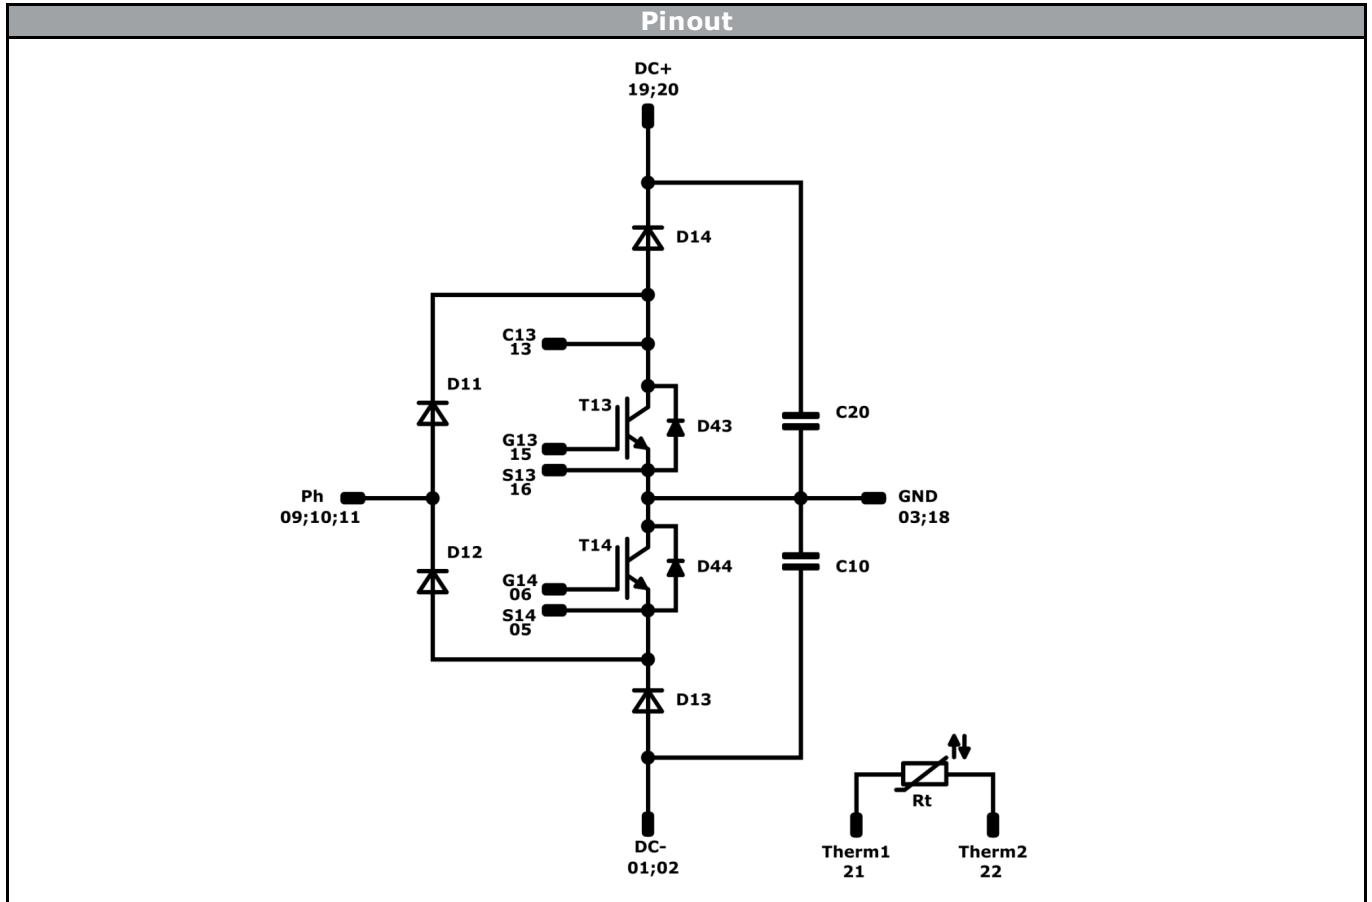 Pinout
DC+
19;20
D14
C13
13
D11
T13
D43
C20
G13
15
S13
16
Ph
09;10;11
GND
03;18
T14
D12
D44
C10
G14
06
S14
05
D13
Rt
DC-
01;02
Therm1
21
Therm2
22